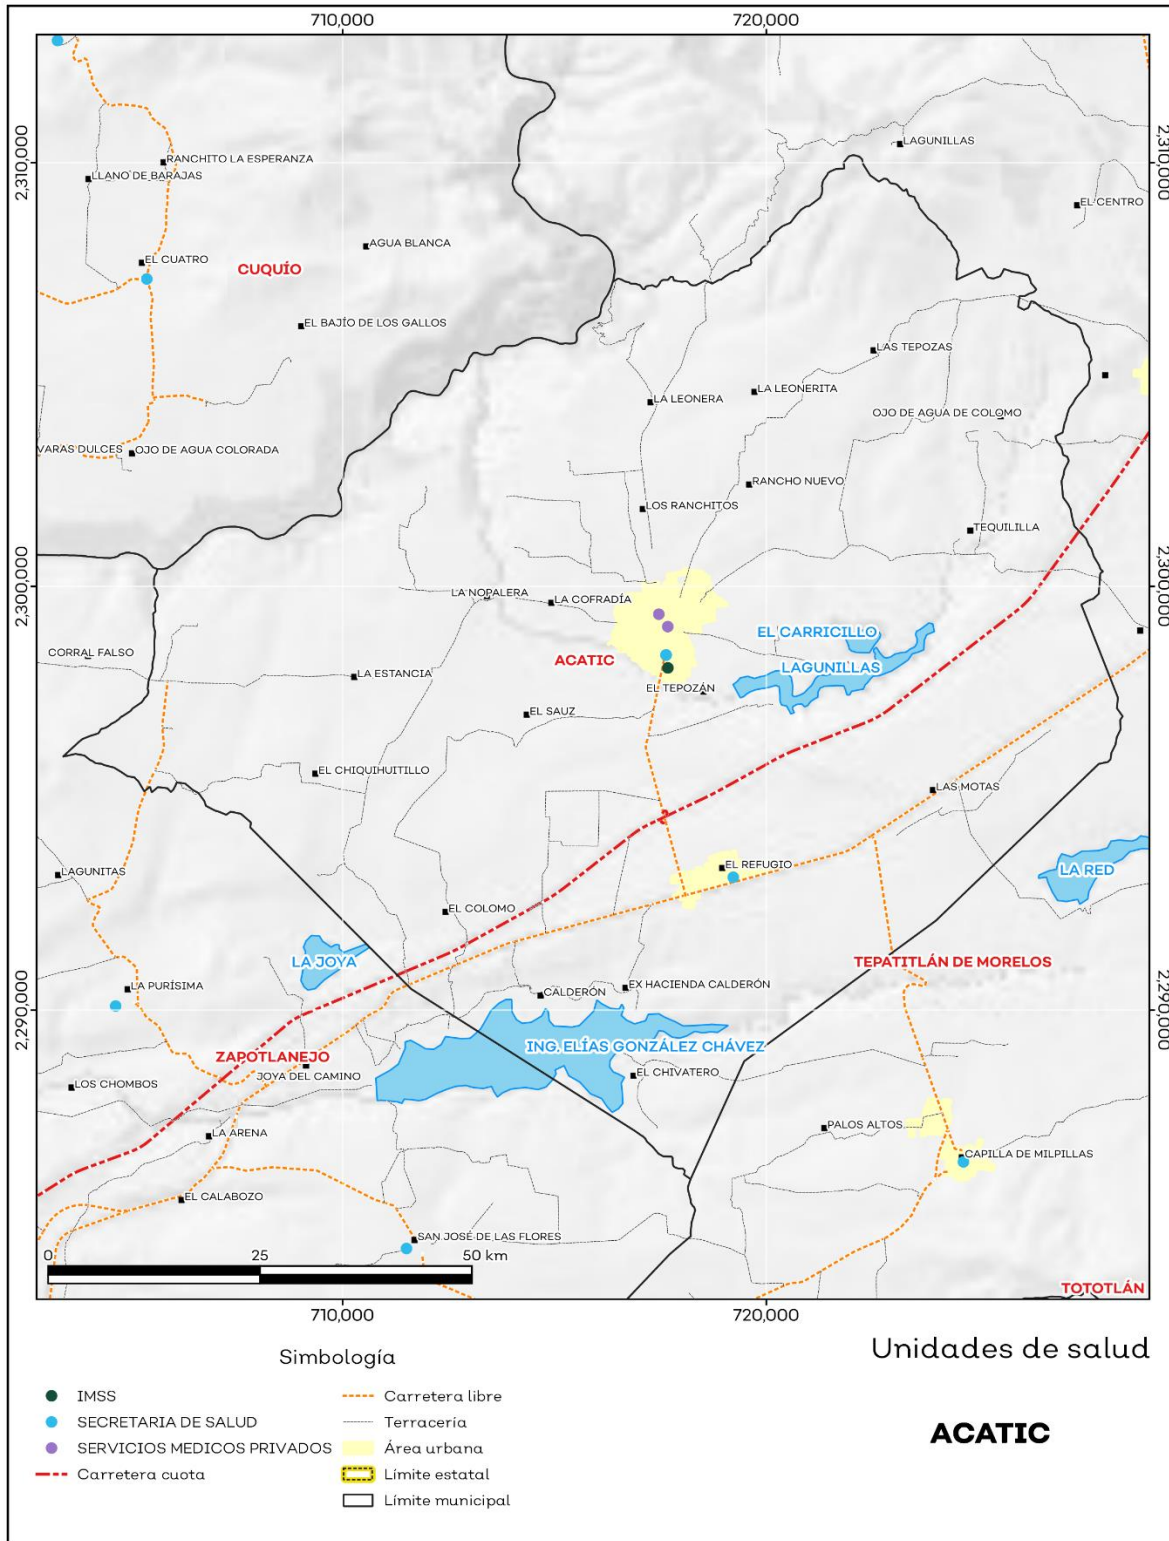 710,000
720,000
2,310,000
2,310,000
LAGUNILLAS
RANCHITO LA ESPERANZA
LLANO DE BARAJAS
EL CENTRO
AGUA BLANCA
EL CUATRO
CUQUÍO
EL BAJÍO DE LOS GALLOS
LAS TEPOZAS
LA LEONERITA
LA LEONERA
OJO DE AGUA DE COLOMO
VARAS DULCES
OJO DE AGUA COLORADA
RANCHO NUEVO
LOS RANCHITOS
TEQUILILLA
2,300,000
2,300,000
LA NOPALERA
LA COFRADÍA
EL CARRICILLO
CORRAL FALSO
ACATIC
LAGUNILLAS
LA ESTANCIA
EL TEPOZÁN
EL SAUZ
EL CHIQUIHUITILLO
LAS MOTAS
LAGUNITAS
EL REFUGIO
LA RED
EL COLOMO
LA JOYA
TEPATITLÁN DE MORELOS
LA PURÍSIMA
CALDERÓN
EX HACIENDA CALDERÓN
2,290,000
2,290,000
ING. ELÍAS GONZÁLEZ CHÁVEZ
ZAPOTLANEJO
JOYA DEL CAMINO
EL CHIVATERO
LOS CHOMBOS
PALOS ALTOS
LA ARENA
CAPILLA DE MILPILLAS
EL CALABOZO
SAN JOSÉ DE LAS FLORES
0 25 50 km
TOTOTLÁN
710,000
720,000
Simbología
IMSS
SECRETARIA DE SALUD
SERVICIOS MEDICOS PRIVADOS
Carretera cuota
Carretera libre
Terracería
Área urbana
Límite estatal
Límite municipal
Unidades de salud
ACATIC